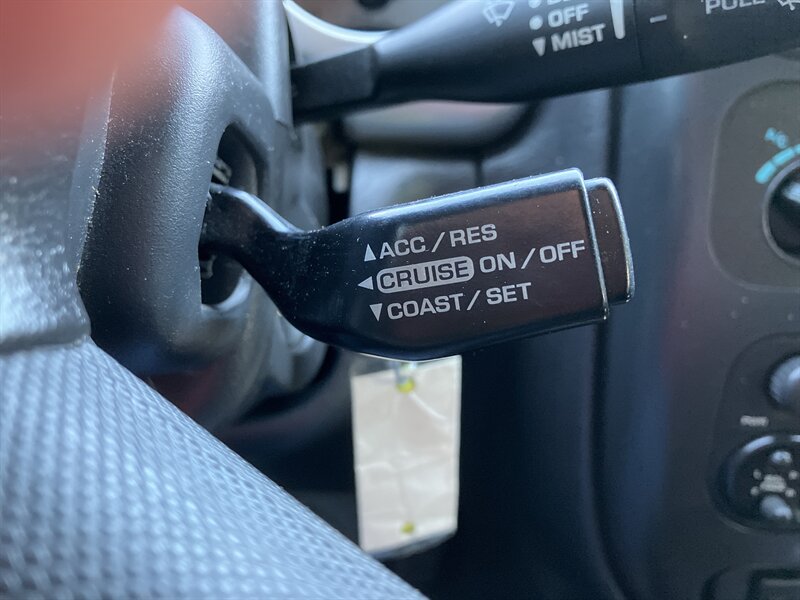 OFF
MIST
PULL
A/C
▲ACC/RES
◀CRUISE ON/OFF
▼COAST/SET